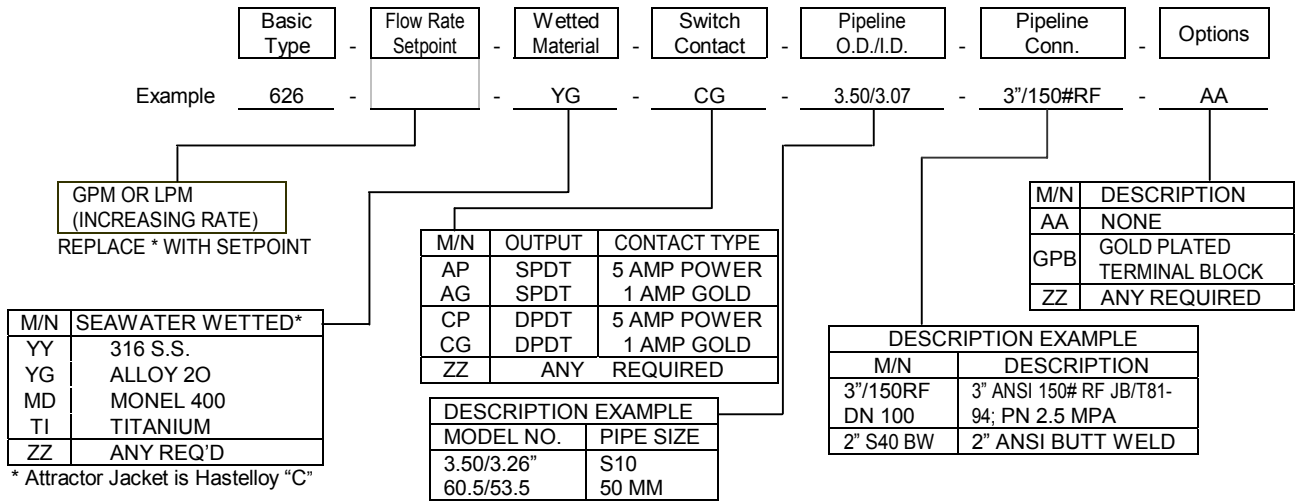 Basic Type - Flow Rate Setpoint - Wetted Material - Switch Contact - Pipeline O.D./I.D. - Pipeline Conn. - Options
Example 626 - - YG - CG - 3.50/3.07 - 3”/150#RF - AA
GPM OR LPM
(INCREASING RATE)
REPLACE * WITH SETPOINT
M/N SEAWATER WETTED*
YY 316 S.S.
YG ALLOY 2O
MD MONEL 400
TI TITANIUM
ZZ ANY REQ’D
* Attractor Jacket is Hastelloy “C”
M/N OUTPUT CONTACT TYPE
AP SPDT 5 AMP POWER
AG SPDT 1 AMP GOLD
CP DPDT 5 AMP POWER
CG DPDT 1 AMP GOLD
ZZ ANY REQUIRED
DESCRIPTION EXAMPLE
MODEL NO. PIPE SIZE
3.50/3.26” S10
60.5/53.5 50 MM
DESCRIPTION EXAMPLE
M/N DESCRIPTION
3”/150RF 3” ANSI 150# RF JB/T81-
DN 100 94; PN 2.5 MPA
2” S40 BW 2” ANSI BUTT WELD
M/N DESCRIPTION
AA NONE
GPB GOLD PLATED
TERMINAL BLOCK
ZZ ANY REQUIRED